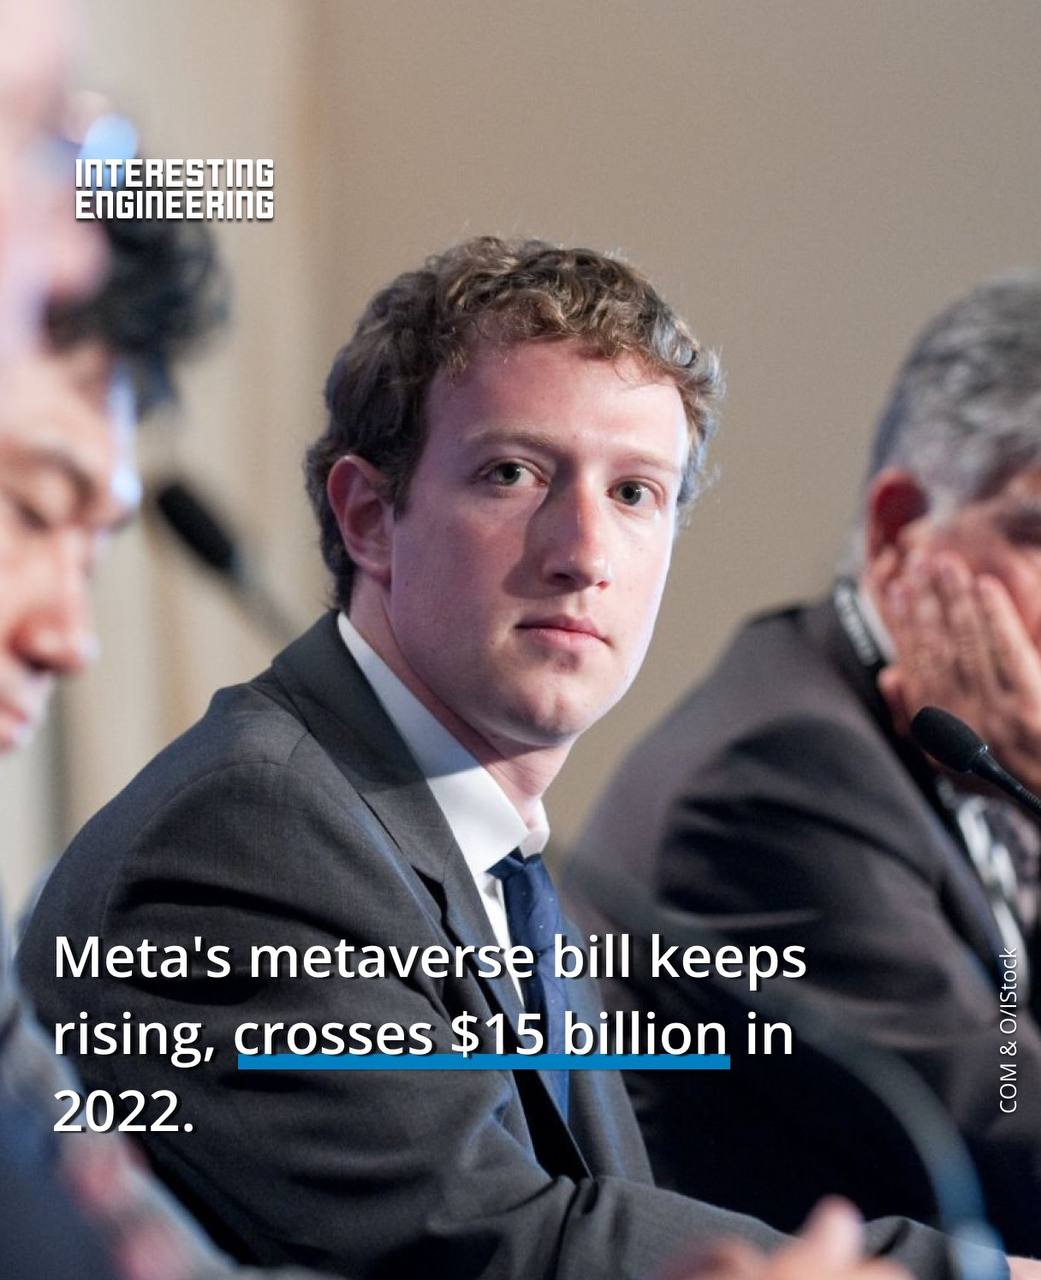 INTERESTING
ENGINEERING
Meta's metaverse bill keeps
rising, crosses $15 billion in
2022.
COM & O/IStock